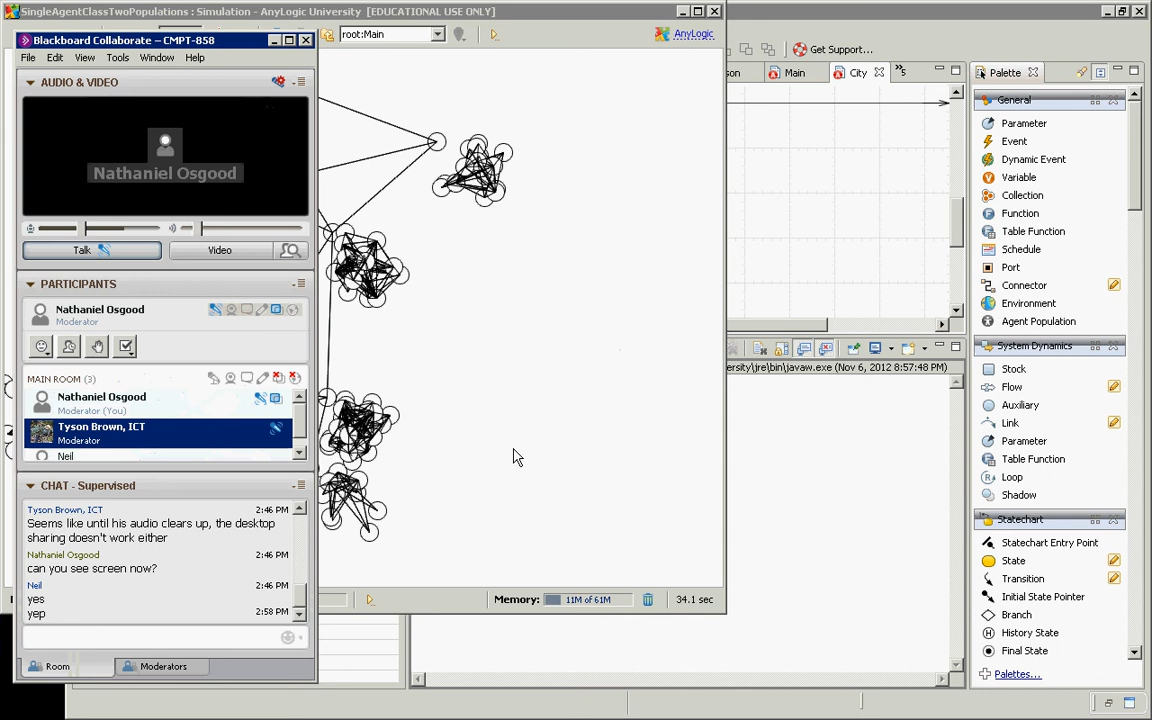 SingleAgentClassTwoPopulations : Simulation - AnyLogic University [EDUCATIONAL USE ONLY]
root:Main
AnyLogic
Get Support...
Blackboard Collaborate – CMPT-858
File Edit View Tools Window Help
AUDIO & VIDEO
Nathaniel Osgood
Talk
Video
PARTICIPANTS
Nathaniel Osgood
Moderator
MAIN ROOM (3)
Nathaniel Osgood
Moderator (You)
Tyson Brown, ICT
Moderator
Neil
CHAT - Supervised
Tyson Brown, ICT 2:46 PM
Seems like until his audio clears up, the desktop
sharing doesn't work either
Nathaniel Osgood 2:46 PM
can you see screen now?
Neil 2:46 PM
yes
yep 2:58 PM
Room
Moderators
Memory: 11M of 61M 34.1 sec
son
Main
City
5
ersity\jre\bin\javaw.exe (Nov 6, 2012 8:57:48 PM)
Palette
General
Parameter
Event
Dynamic Event
Variable
Collection
Function
Table Function
Schedule
Port
Connector
Environment
Agent Population
System Dynamics
Stock
Flow
Auxiliary
Link
Parameter
Table Function
Loop
Shadow
Statechart
Statechart Entry Point
State
Transition
Initial State Pointer
Branch
History State
Final State
Palettes...